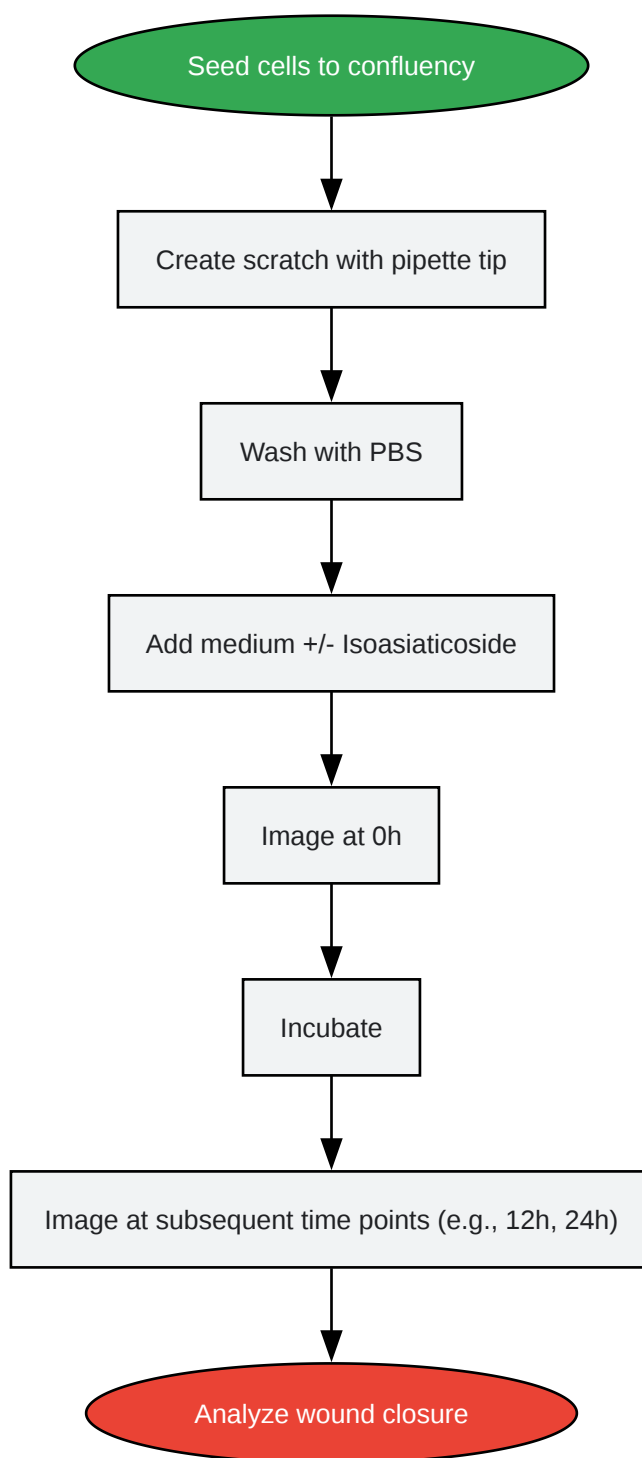 Seed cells to confluency
Create scratch with pipette tip
Wash with PBS
Add medium +/- Isoasiaticoside
Image at 0h
Incubate
Image at subsequent time points (e.g., 12h, 24h)
Analyze wound closure